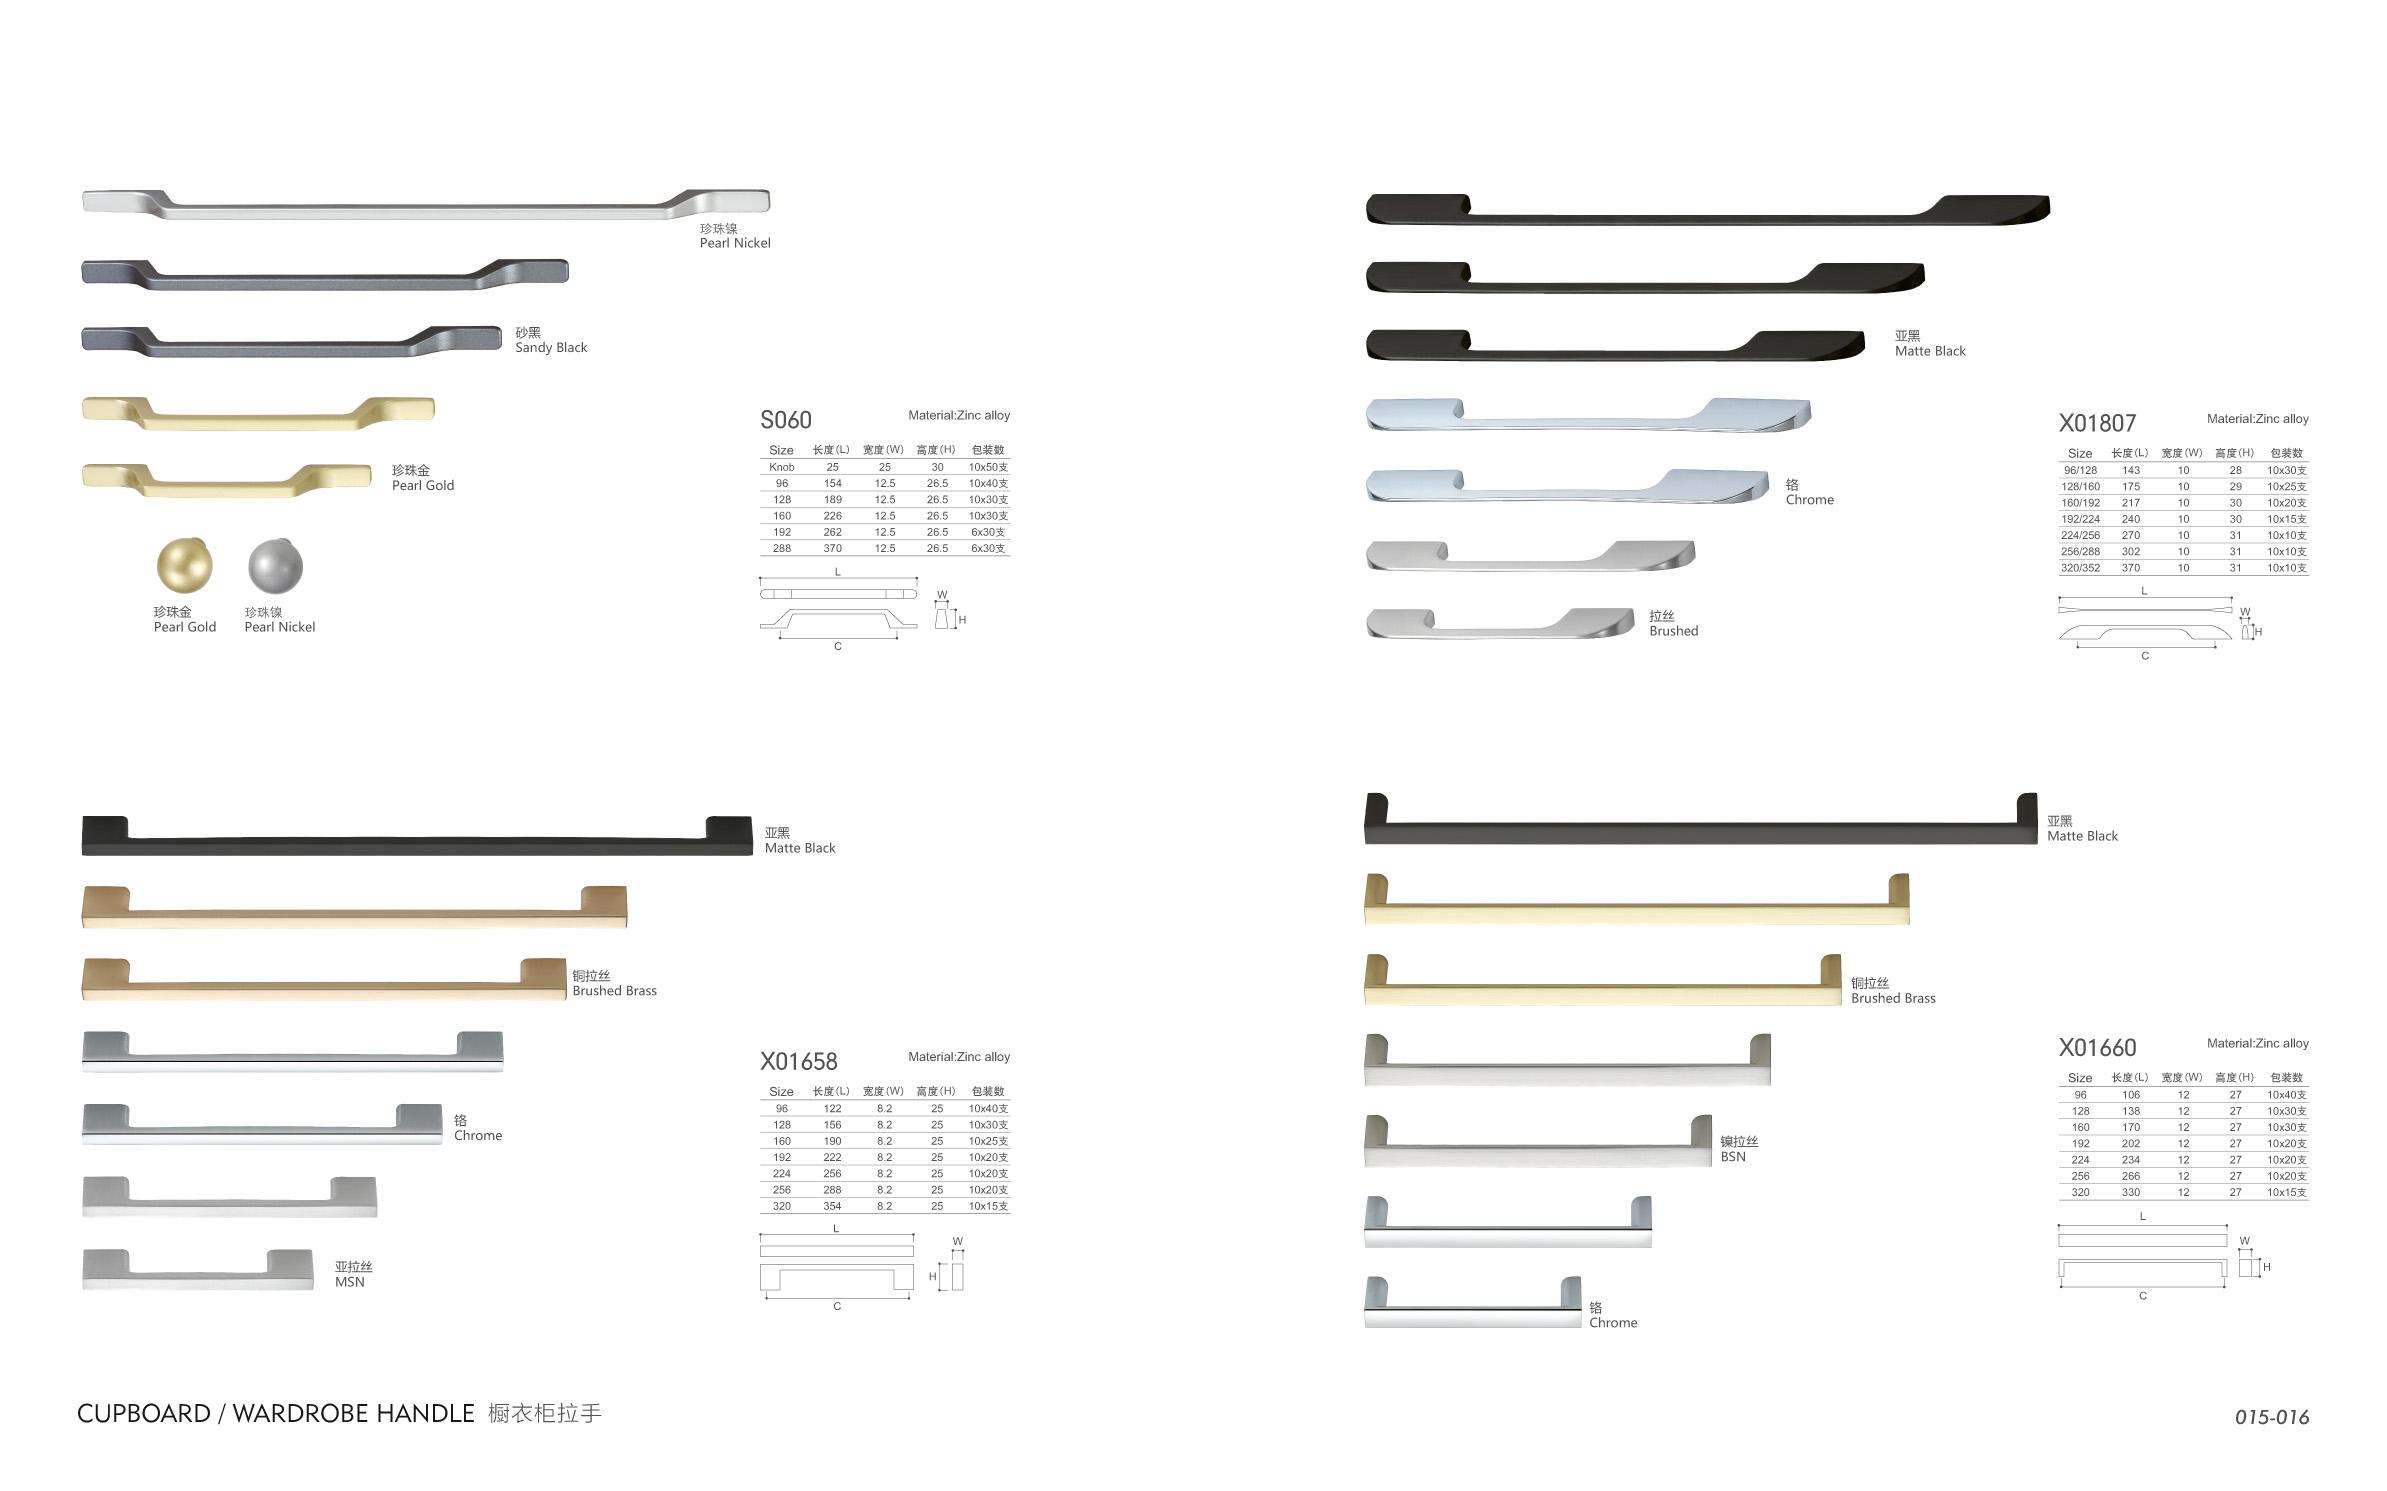 珍珠镍
Pearl Nickel
砂黑
Sandy Black
珍珠金
Pearl Gold
珍珠金
Pearl Gold
珍珠镍
Pearl Nickel
S060 Material:Zinc alloy
Size 长度(L) 宽度(W) 高度(H) 包装数
Knob 25 25 30 10x50支
96 154 12.5 26.5 10x40支
128 189 12.5 26.5 10x30支
160 226 12.5 26.5 10x30支
192 262 12.5 26.5 6x30支
288 370 12.5 26.5 6x30支
L
W
H
C
亚黑
Matte Black
铬
Chrome
拉丝
Brushed
X01807 Material:Zinc alloy
Size 长度(L) 宽度(W) 高度(H) 包装数
96/128 143 10 28 10x30支
128/160 175 10 29 10x25支
160/192 217 10 30 10x20支
192/224 240 10 30 10x15支
224/256 270 10 31 10x10支
256/288 302 10 31 10x10支
320/352 370 10 31 10x10支
L
W
H
C
亚黑
Matte Black
铜拉丝
Brushed Brass
铬
Chrome
亚拉丝
MSN
X01658 Material:Zinc alloy
Size 长度(L) 宽度(W) 高度(H) 包装数
96 122 8.2 25 10x40支
128 156 8.2 25 10x30支
160 190 8.2 25 10x25支
192 222 8.2 25 10x20支
224 256 8.2 25 10x20支
256 288 8.2 25 10x20支
320 354 8.2 25 10x15支
L
W
H
C
亚黑
Matte Black
铜拉丝
Brushed Brass
镍拉丝
BSN
铬
Chrome
X01660 Material:Zinc alloy
Size 长度(L) 宽度(W) 高度(H) 包装数
96 106 12 27 10x40支
128 138 12 27 10x30支
160 170 12 27 10x30支
192 202 12 27 10x20支
224 234 12 27 10x20支
256 266 12 27 10x20支
320 330 12 27 10x15支
L
W
H
C
CUPBOARD / WARDROBE HANDLE 橱衣柜拉手
015-016